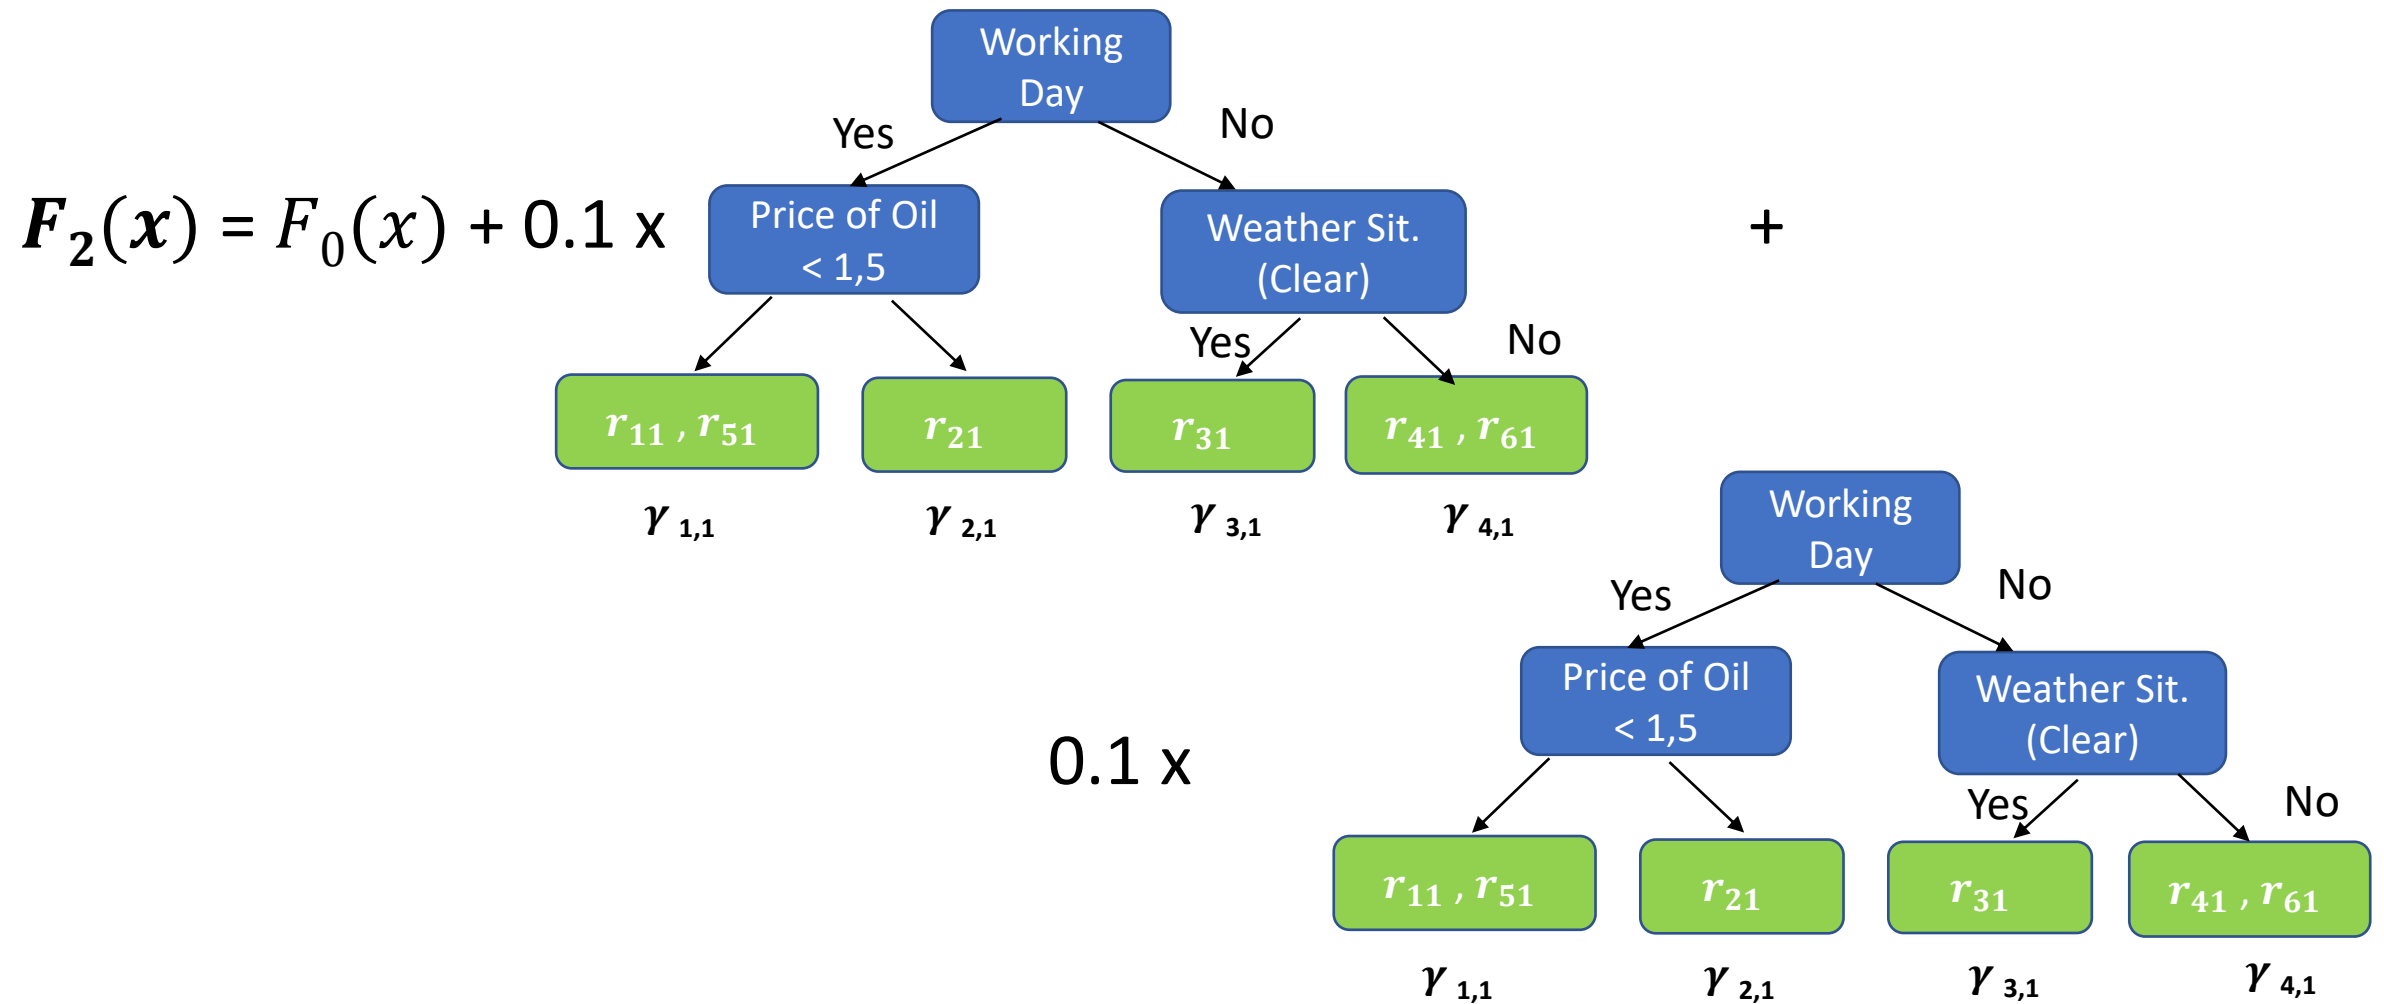 Working
Day
Yes
No
F₂(x) = F₀(x) + 0.1 x
Price of Oil
< 1,5
Weather Sit.
(Clear)
+
Yes
No
r₁₁ , r₅₁
r₂₁
r₃₁
r₄₁ , r₆₁
γ 1,1
γ 2,1
γ 3,1
γ 4,1
Working
Day
Yes
No
0.1 x
Price of Oil
< 1,5
Weather Sit.
(Clear)
Yes
No
r₁₁ , r₅₁
r₂₁
r₃₁
r₄₁ , r₆₁
γ 1,1
γ 2,1
γ 3,1
γ 4,1